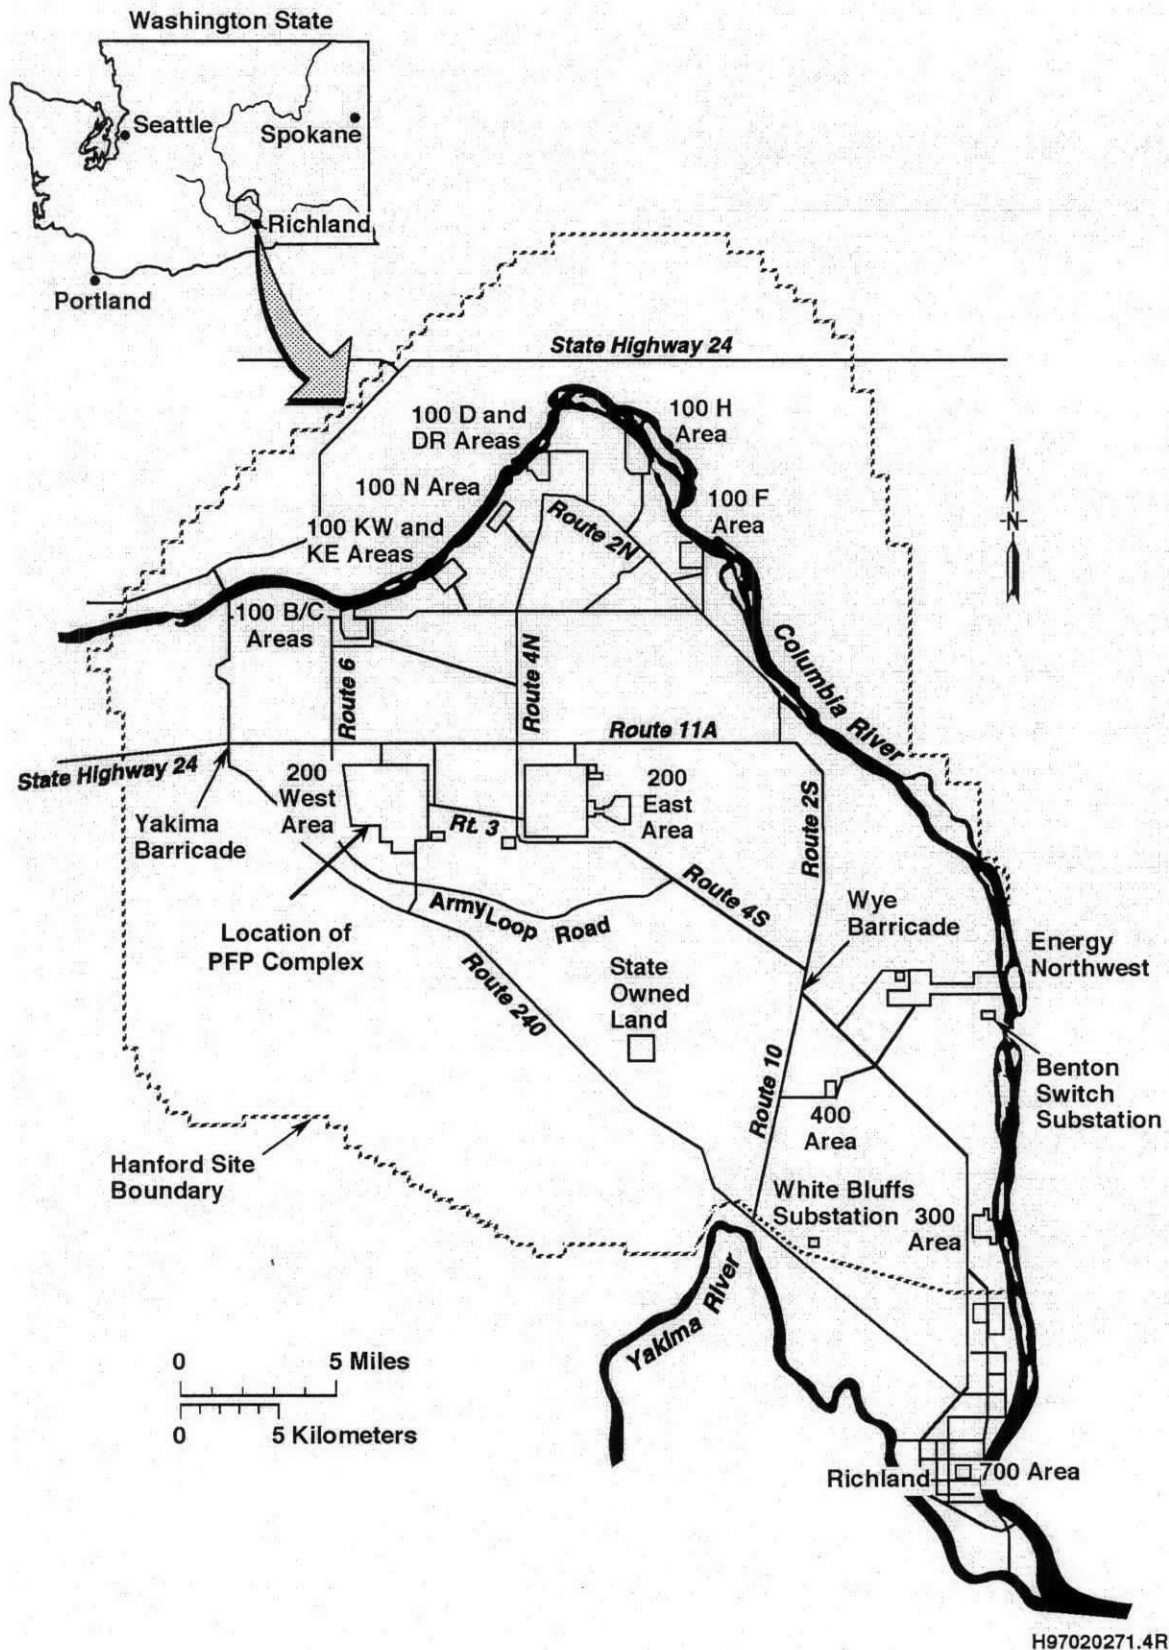 Washington State
Seattle
Spokane
Richland
Portland
State Highway 24
100 D and
DR Areas
100 H
Area
100 N Area
100 F
Area
Route 2N
100 KW and
KE Areas
N
100 B/C
Areas
Columbia River
Route 6
Route 4N
Route 11A
State Highway 24
200
West
Area
200
East
Area
Rt. 3
Route 2S
Yakima
Barricade
Route 4S
Army Loop Road
Wye
Barricade
Location of
PFP Complex
Energy
Northwest
State
Owned
Land
Route 240
Route 10
Benton
Switch
Substation
400
Area
Hanford Site
Boundary
White Bluffs
Substation
300
Area
Yakima River
0 5 Miles
0 5 Kilometers
Richland
700 Area
H97020271.4R